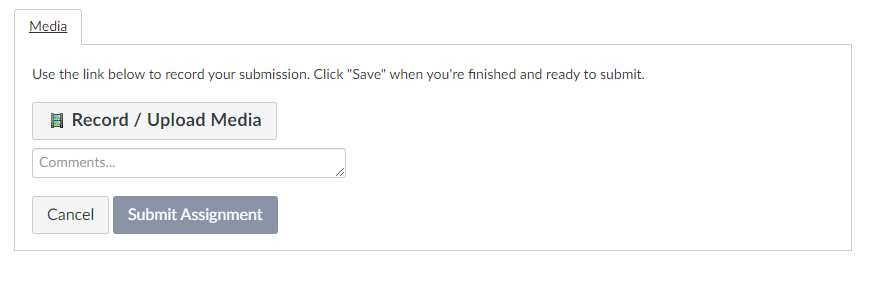 Media
Use the link below to record your submission. Click "Save" when you're finished and ready to submit.
Record / Upload Media
Comments...
Cancel
Submit Assignment